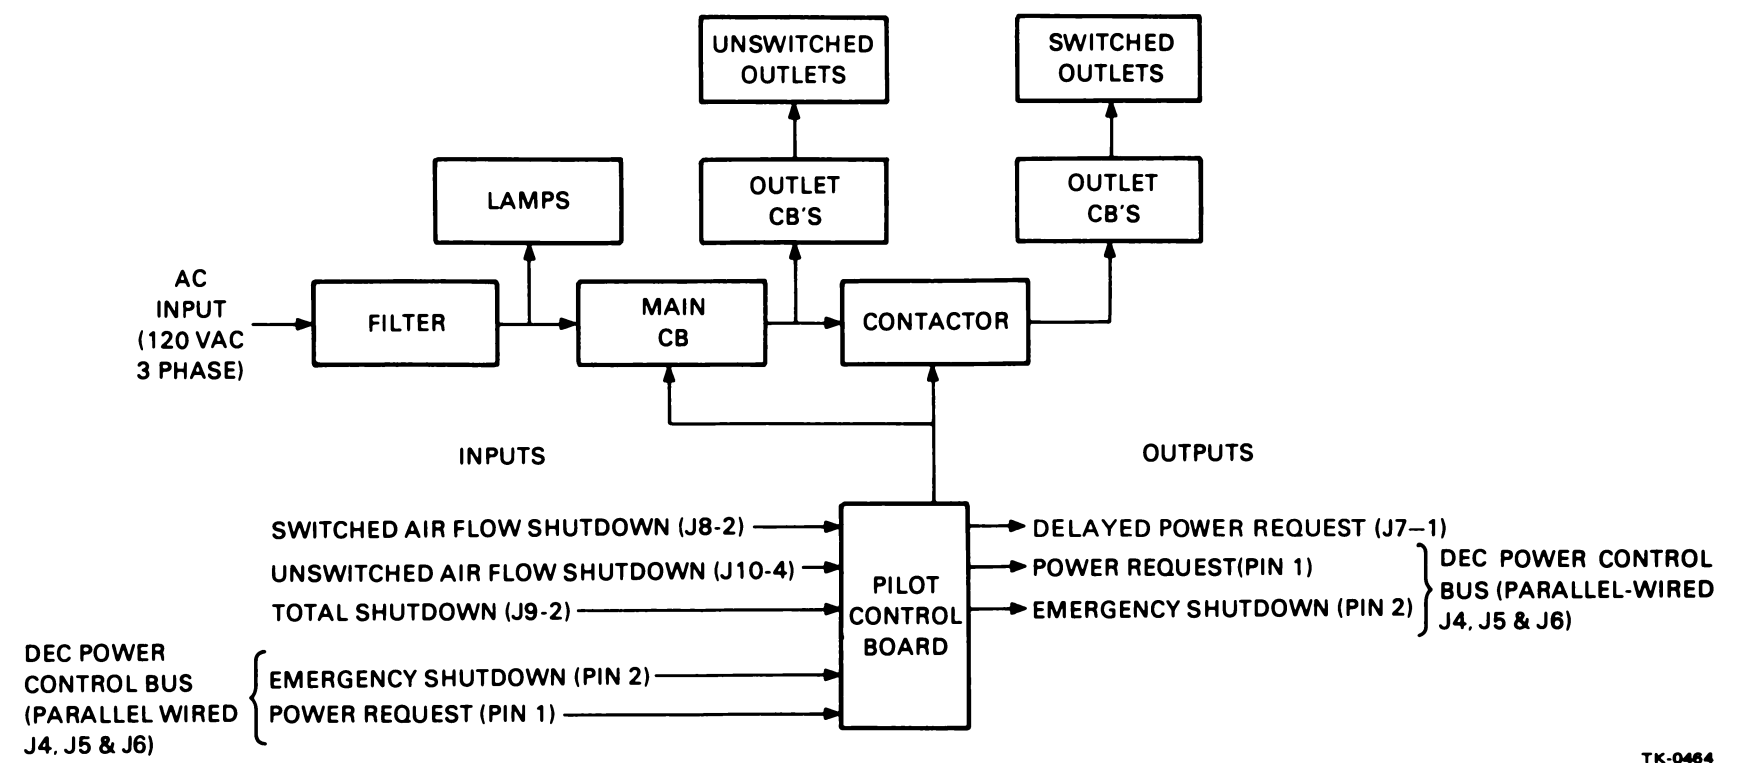 UNSWITCHED
OUTLETS
SWITCHED
OUTLETS
LAMPS
OUTLET
CB'S
OUTLET
CB'S
AC
INPUT
(120 VAC
3 PHASE)
FILTER
MAIN
CB
CONTACTOR
INPUTS
OUTPUTS
SWITCHED AIR FLOW SHUTDOWN (J8-2)
UNSWITCHED AIR FLOW SHUTDOWN (J10-4)
TOTAL SHUTDOWN (J9-2)
DEC POWER
CONTROL BUS
(PARALLEL WIRED
J4, J5 & J6)
EMERGENCY SHUTDOWN (PIN 2)
POWER REQUEST (PIN 1)
PILOT
CONTROL
BOARD
DELAYED POWER REQUEST (J7–1)
POWER REQUEST(PIN 1)
EMERGENCY SHUTDOWN (PIN 2)
DEC POWER CONTROL
BUS (PARALLEL-WIRED
J4, J5 & J6)
TK-0464